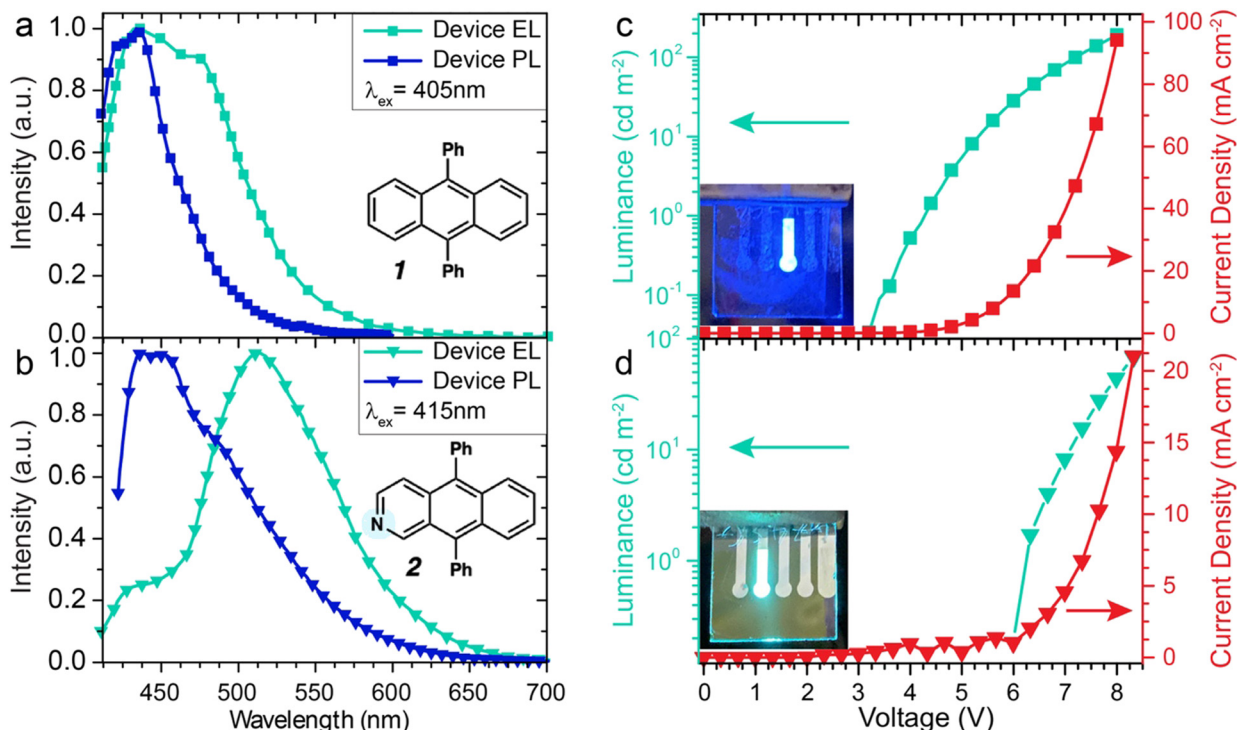 a
Device EL
Device PL
λex = 405nm
Ph
Ph
1
Intensity (a.u.)
1.0
0.8
0.6
0.4
0.2
0.0
b
Device EL
Device PL
λex = 415nm
Ph
N
Ph
2
Intensity (a.u.)
1.0
0.8
0.6
0.4
0.2
0.0
450 500 550 600 650 700
Wavelength (nm)
c
Luminance (cd m-2)
10²
10¹
10⁰
10-1
100
80
60
40
20
0
Current Density (mA cm-2)
d
Luminance (cd m-2)
10²
10¹
10⁰
20
15
10
5
0
Current Density (mA cm-2)
0 1 2 3 4 5 6 7 8
Voltage (V)